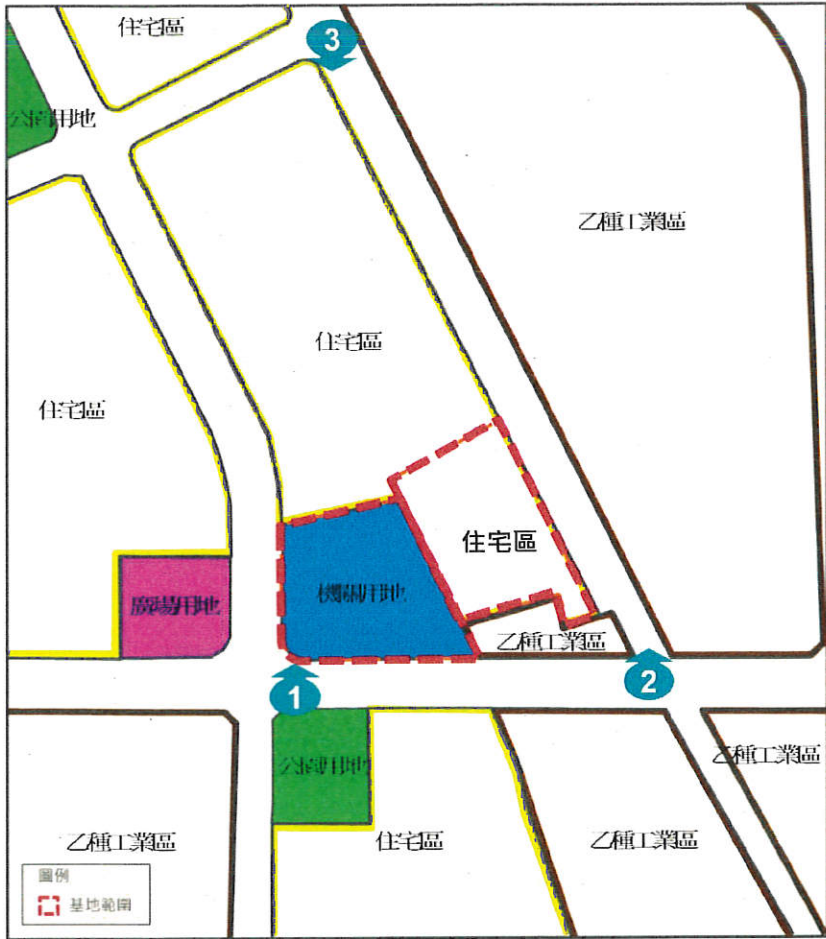 住宅區
3
公園用地
乙種工業區
住宅區
住宅區
住宅區
廣場用地
機關用地
乙種工業區
1
2
公園用地
乙種工業區
乙種工業區
住宅區
乙種工業區
圖例
基地範圍